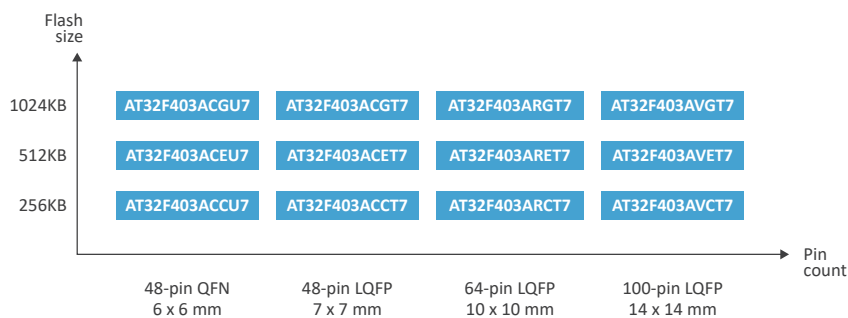 Flash
size
1024KB AT32F403ACGU7 AT32F403ACGT7 AT32F403ARGT7 AT32F403AVGT7
512KB AT32F403ACEU7 AT32F403ACET7 AT32F403ARET7 AT32F403AVET7
256KB AT32F403ACCU7 AT32F403ACCT7 AT32F403ARCT7 AT32F403AVCT7
Pin
count
48-pin QFN 48-pin LQFP 64-pin LQFP 100-pin LQFP
6 x 6 mm 7 x 7 mm 10 x 10 mm 14 x 14 mm